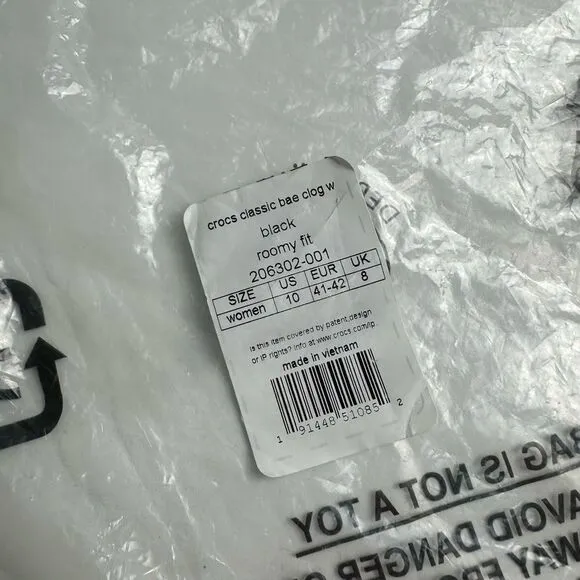 crocs classic bae clog w
black
roomy fit
206302-001
SIZE US EUR UK
women 10 41-42 8
Is this item covered by patent,design
or IP rights? Info at www.crocs.com/ip.
made in vietnam
1 91448 51085 2
BAG IS NOT A TOY
AVOID DANGER
WAY FRO